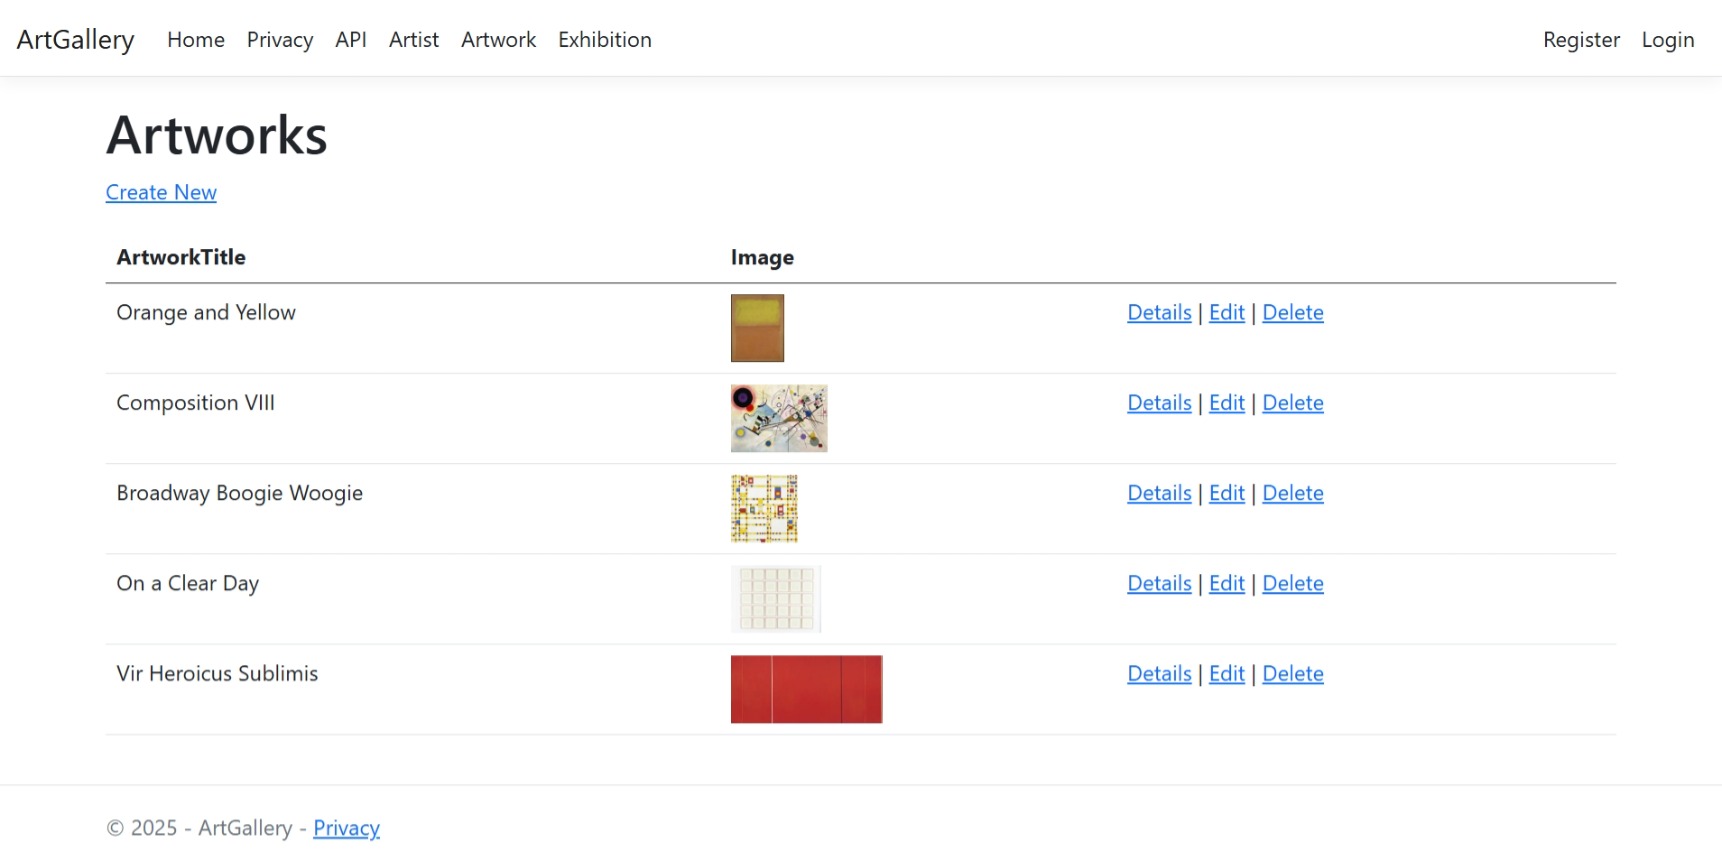 ArtGallery Home Privacy API Artist Artwork Exhibition Register Login
Artworks
Create New
ArtworkTitle Image
Orange and Yellow Details | Edit | Delete
Composition VIII Details | Edit | Delete
Broadway Boogie Woogie Details | Edit | Delete
On a Clear Day Details | Edit | Delete
Vir Heroicus Sublimis Details | Edit | Delete
© 2025 - ArtGallery - Privacy